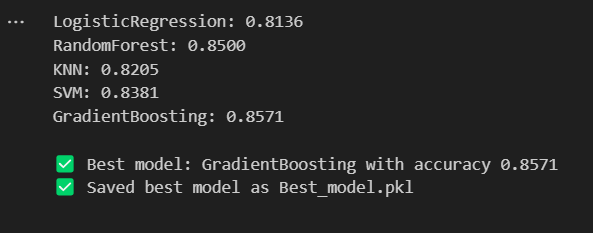 LogisticRegression: 0.8136
RandomForest: 0.8500
KNN: 0.8205
SVM: 0.8381
GradientBoosting: 0.8571
✅ Best model: GradientBoosting with accuracy 0.8571
✅ Saved best model as Best_model.pkl